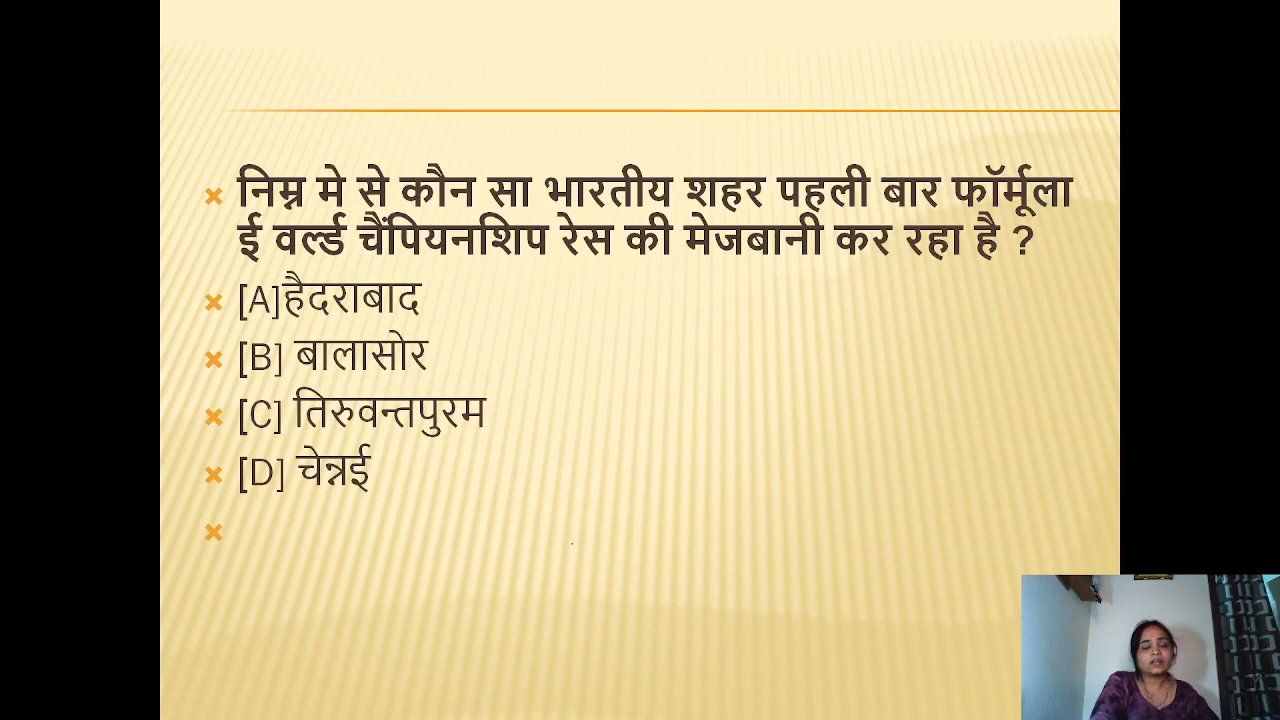 निम्न मे से कौन सा भारतीय शहर पहली बार फॉर्मूला
ई वर्ल्ड चैंपियनशिप रेस की मेजबानी कर रहा है ?
[A]हैदराबाद
[B] बालासोर
[C] तिरुवन्तपुरम
[D] चेन्नई